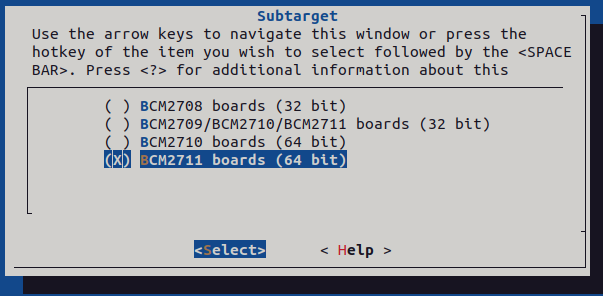 Subtarget
Use the arrow keys to navigate this window or press the
hotkey of the item you wish to select followed by the <SPACE
BAR>. Press <?> for additional information about this
( ) BCM2708 boards (32 bit)
( ) BCM2709/BCM2710/BCM2711 boards (32 bit)
( ) BCM2710 boards (64 bit)
(X) BCM2711 boards (64 bit)
<Select> < Help >